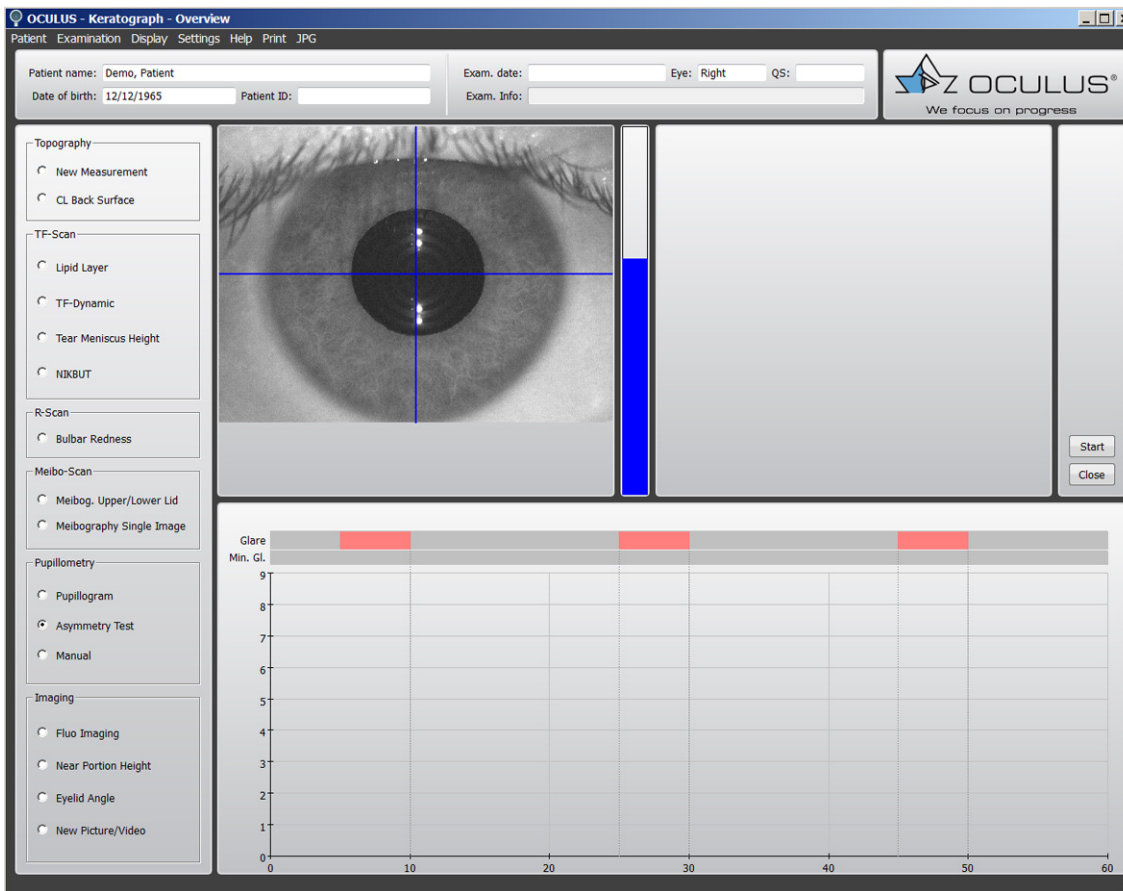 OCULUS - Keratograph - Overview
Patient Examination Display Settings Help Print JPG
Patient name: Demo, Patient
Date of birth: 12/12/1965 Patient ID:
Exam. date: Eye: Right QS:
Exam. Info:
OCULUS®
We focus on progress
Topography
New Measurement
CL Back Surface
TF-Scan
Lipid Layer
TF-Dynamic
Tear Meniscus Height
NIKBUT
R-Scan
Bulbar Redness
Meibo-Scan
Meibog. Upper/Lower Lid
Meibography Single Image
Pupillometry
Pupillogram
Asymmetry Test
Manual
Imaging
Fluo Imaging
Near Portion Height
Eyelid Angle
New Picture/Video
Start
Close
Glare
Min. Gl.
9
8
7
6
5
4
3
2
1
0
0 10 20 30 40 50 60